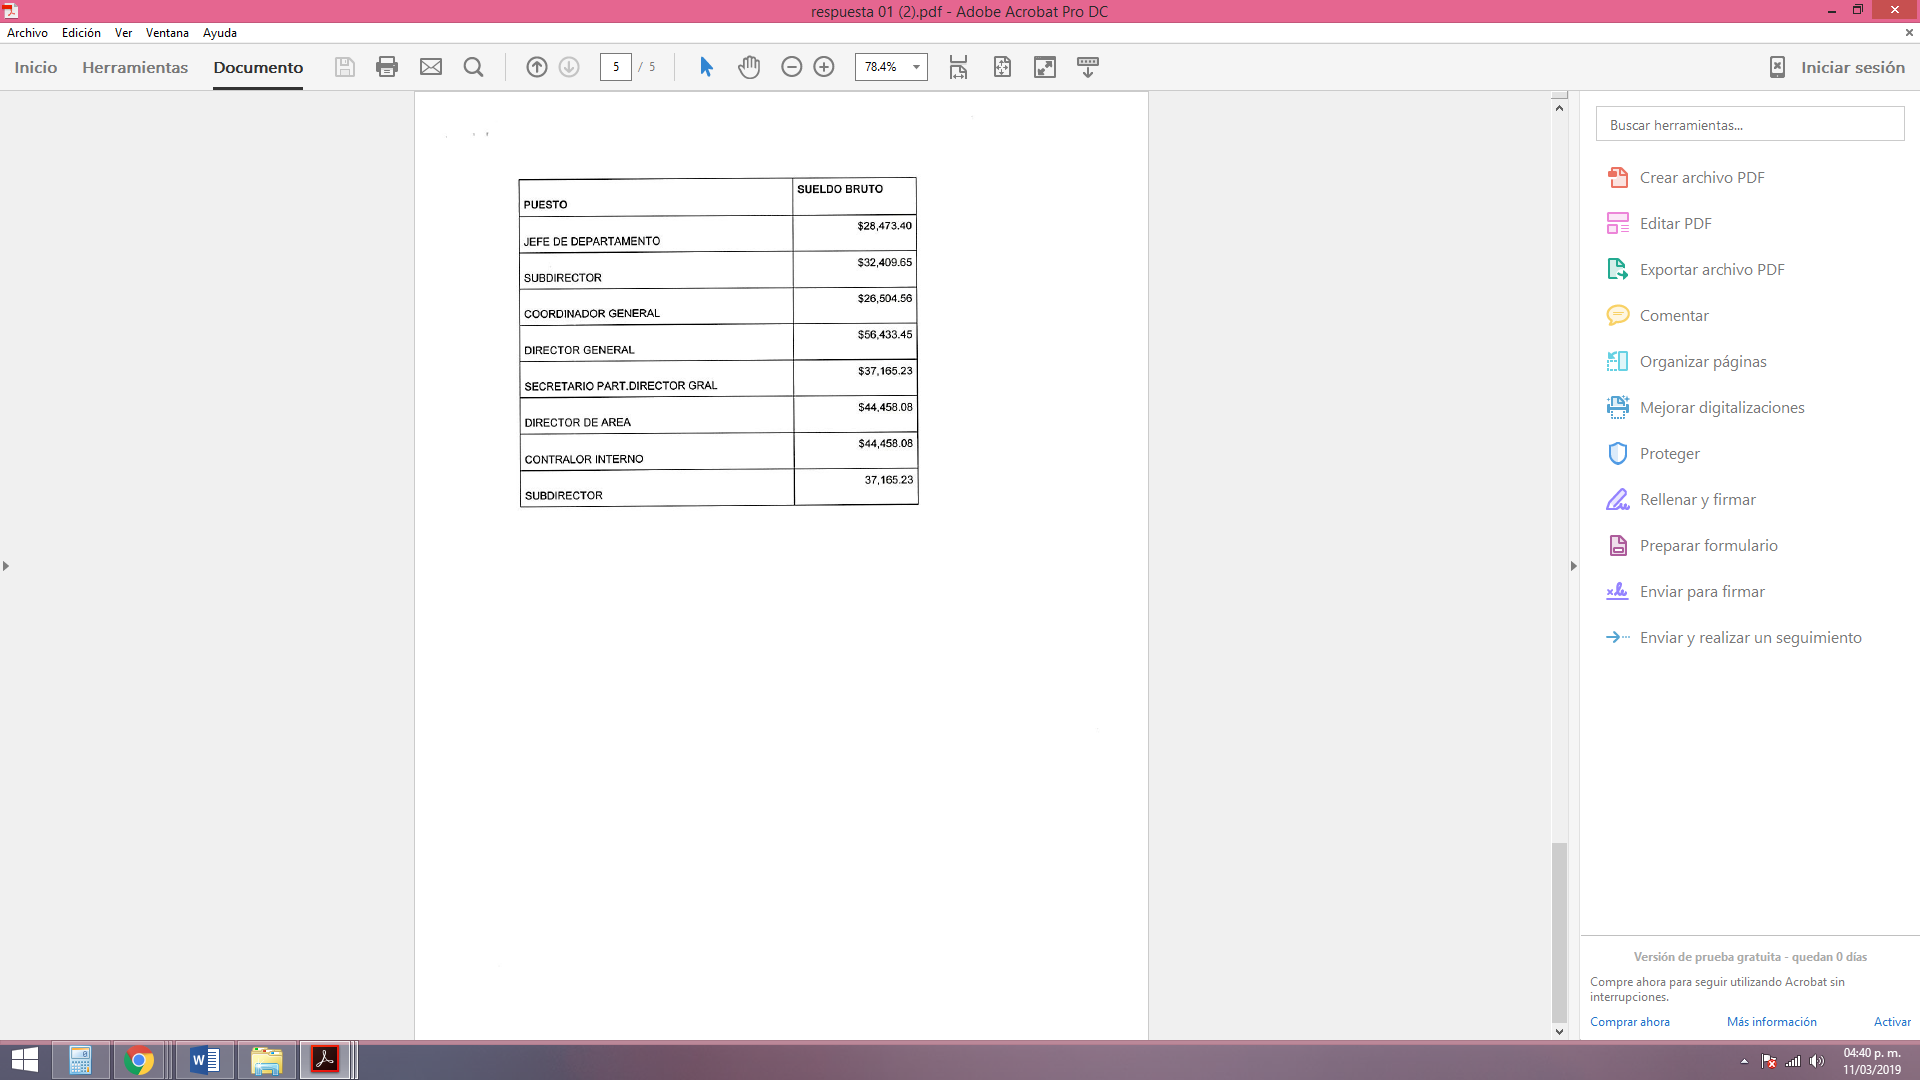 respuesta 01 (2).pdf - Adobe Acrobat Pro DC
Archivo Edición Ver Ventana Ayuda
Inicio Herramientas Documento 5 / 5 78.4% Iniciar sesión
Buscar herramientas...
Crear archivo PDF
Editar PDF
Exportar archivo PDF
Comentar
Organizar páginas
Mejorar digitalizaciones
Proteger
Rellenar y firmar
Preparar formulario
Enviar para firmar
Enviar y realizar un seguimiento
PUESTO SUELDO BRUTO
JEFE DE DEPARTAMENTO $28,473.40
SUBDIRECTOR $32,409.65
COORDINADOR GENERAL $26,504.56
DIRECTOR GENERAL $56,433.45
SECRETARIO PART.DIRECTOR GRAL $37,165.23
DIRECTOR DE AREA $44,458.08
CONTRALOR INTERNO $44,458.08
SUBDIRECTOR 37,165.23
Versión de prueba gratuita - quedan 0 días
Compre ahora para seguir utilizando Acrobat sin
interrupciones.
Comprar ahora Más información Activar
04:40 p. m.
11/03/2019